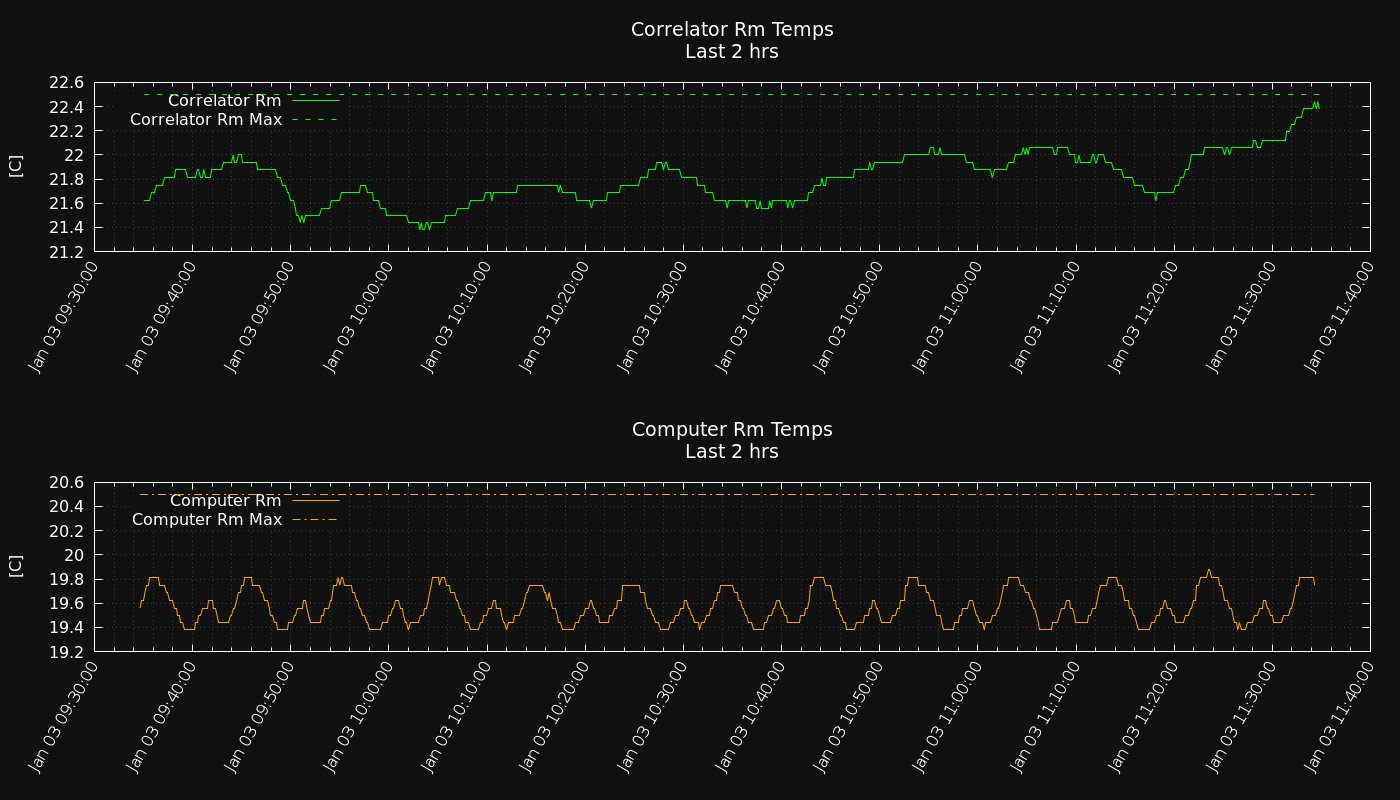 Correlator Rm Temps
Last 2 hrs
22.6
22.4
22.2
22
21.8
21.6
21.4
21.2
[C]
Correlator Rm
Correlator Rm Max
Jan 03 09:30:00
Jan 03 09:40:00
Jan 03 09:50:00
Jan 03 10:00:00
Jan 03 10:10:00
Jan 03 10:20:00
Jan 03 10:30:00
Jan 03 10:40:00
Jan 03 10:50:00
Jan 03 11:00:00
Jan 03 11:10:00
Jan 03 11:20:00
Jan 03 11:30:00
Jan 03 11:40:00
Computer Rm Temps
Last 2 hrs
20.6
20.4
20.2
20
19.8
19.6
19.4
19.2
[C]
Computer Rm
Computer Rm Max
Jan 03 09:30:00
Jan 03 09:40:00
Jan 03 09:50:00
Jan 03 10:00:00
Jan 03 10:10:00
Jan 03 10:20:00
Jan 03 10:30:00
Jan 03 10:40:00
Jan 03 10:50:00
Jan 03 11:00:00
Jan 03 11:10:00
Jan 03 11:20:00
Jan 03 11:30:00
Jan 03 11:40:00